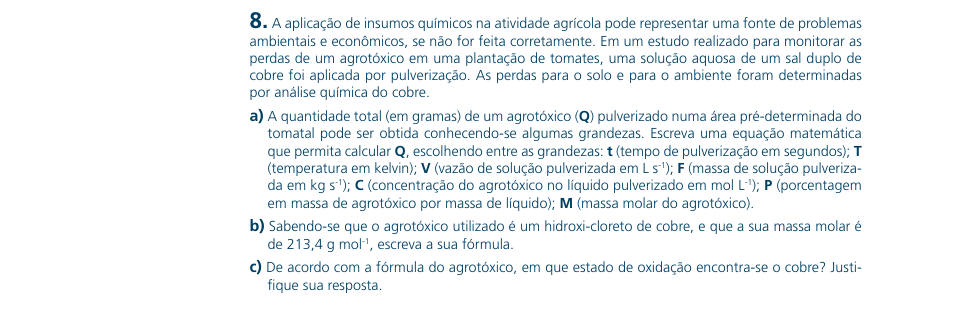 8. A aplicação de insumos químicos na atividade agrícola pode representar uma fonte de problemas
ambientais e econômicos, se não for feita corretamente. Em um estudo realizado para monitorar as
perdas de um agrotóxico em uma plantação de tomates, uma solução aquosa de um sal duplo de
cobre foi aplicada por pulverização. As perdas para o solo e para o ambiente foram determinadas
por análise química do cobre.
a) A quantidade total (em gramas) de um agrotóxico (Q) pulverizado numa área pré-determinada do
tomatal pode ser obtida conhecendo-se algumas grandezas. Escreva uma equação matemática
que permita calcular Q, escolhendo entre as grandezas: t (tempo de pulverização em segundos); T
(temperatura em kelvin); V (vazão de solução pulverizada em L s⁻¹); F (massa de solução pulveriza-
da em kg s⁻¹); C (concentração do agrotóxico no líquido pulverizado em mol L⁻¹); P (porcentagem
em massa de agrotóxico por massa de líquido); M (massa molar do agrotóxico).
b) Sabendo-se que o agrotóxico utilizado é um hidroxi-cloreto de cobre, e que a sua massa molar é
de 213,4 g mol⁻¹, escreva a sua fórmula.
c) De acordo com a fórmula do agrotóxico, em que estado de oxidação encontra-se o cobre? Justi-
fique sua resposta.